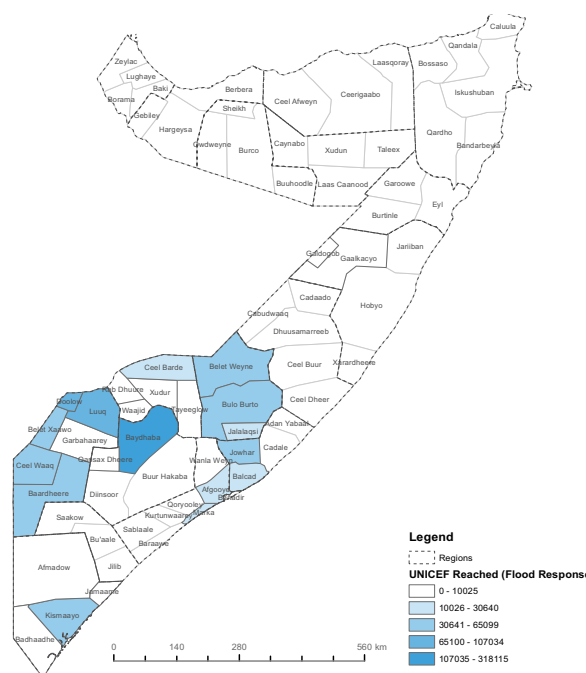 Caluula
Qandala
Bossaso
Laasqoray
Zeylac
Lughaye
Baki
Borama
Berbera
Ceel Afweyn
Ceerigaabo
Iskushuban
Sheikh
Gebiley
Hargeysa
Qardho
Owdweyne
Burco
Caynabo
Xudun
Taleex
Bandarbeyla
Buuhoodle
Laas Caanood
Garoowe
Eyl
Burtinle
Jariiban
Galdogob
Gaalkacyo
Cadaado
Hobyo
Cabudwaaq
Dhuusamarreeb
Ceel Barde
Belet Weyne
Ceel Buur
Xarardheere
Xudur
Doolow
Luuq
Waajid
Tayeeglow
Bulo Burto
Ceel Dheer
Belet Xaawo
Garbahaarey
Baydhaba
Jalalaqsi
Adan Yabaal
Ceel Waaq
Qansax Dheere
Wanla Weyn
Jowhar
Cadale
Baardheere
Diinsoor
Buur Hakaba
Balcad
Afgooye
Qoryooley
Marka
Kurtunwaarey
Saakow
Sablaale
Bu'aale
Baraawe
Afmadow
Jilib
Jamaame
Kismaayo
Badhaadhe
Legend
Regions
UNICEF Reached (Flood Response
0 - 10025
10026 - 30640
30641 - 65099
65100 - 107034
107035 - 318115
0 140 280 560 km